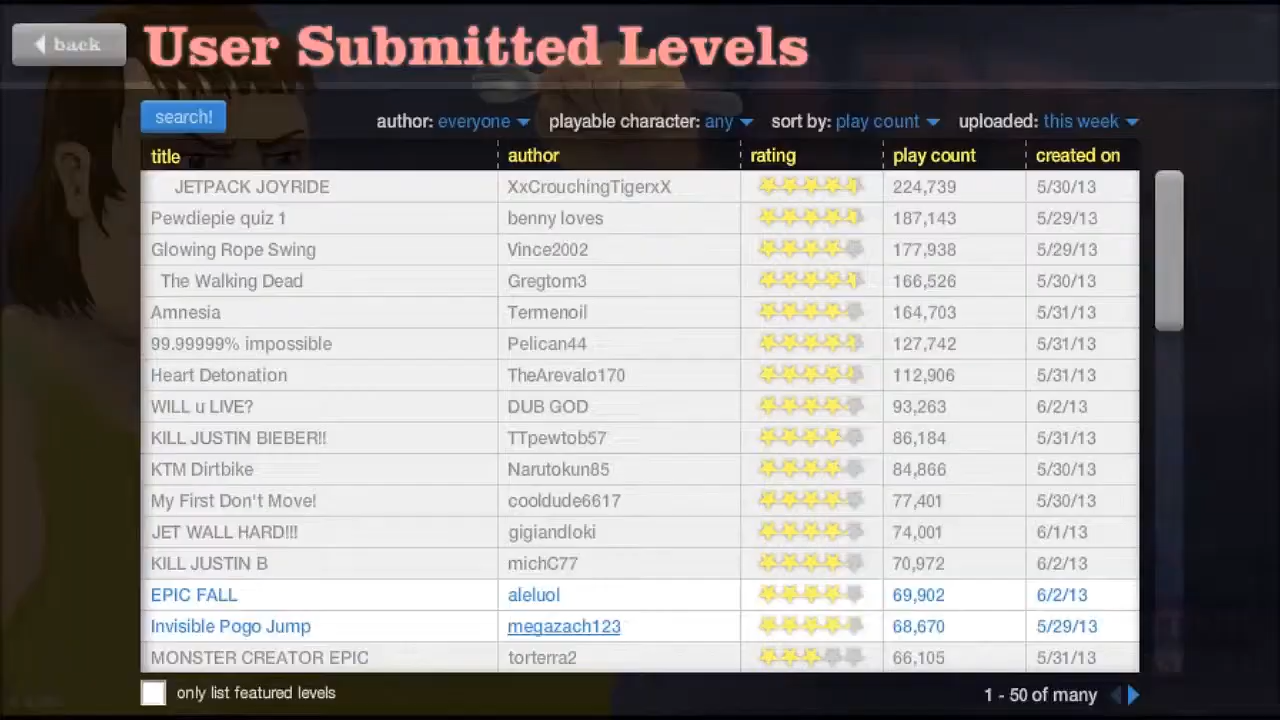 back
User Submitted Levels
search!
author: everyone playable character: any sort by: play count uploaded: this week
title author rating play count created on
JETPACK JOYRIDE XxCrouchingTigerxX 224,739 5/30/13
Pewdiepie quiz 1 benny loves 187,143 5/29/13
Glowing Rope Swing Vince2002 177,938 5/29/13
The Walking Dead Gregtom3 166,526 5/30/13
Amnesia Termenoil 164,703 5/31/13
99.99999% impossible Pelican44 127,742 5/31/13
Heart Detonation TheArevalo170 112,906 5/31/13
WILL u LIVE? DUB GOD 93,263 6/2/13
KILL JUSTIN BIEBER!! TTpewtob57 86,184 5/31/13
KTM Dirtbike Narutokun85 84,866 5/30/13
My First Don't Move! cooldude6617 77,401 5/30/13
JET WALL HARD!!! gigiandloki 74,001 6/1/13
KILL JUSTIN B michC77 70,972 6/2/13
EPIC FALL aleluol 69,902 6/2/13
Invisible Pogo Jump megazach123 68,670 5/29/13
MONSTER CREATOR EPIC torterra2 66,105 5/31/13
only list featured levels 1 - 50 of many